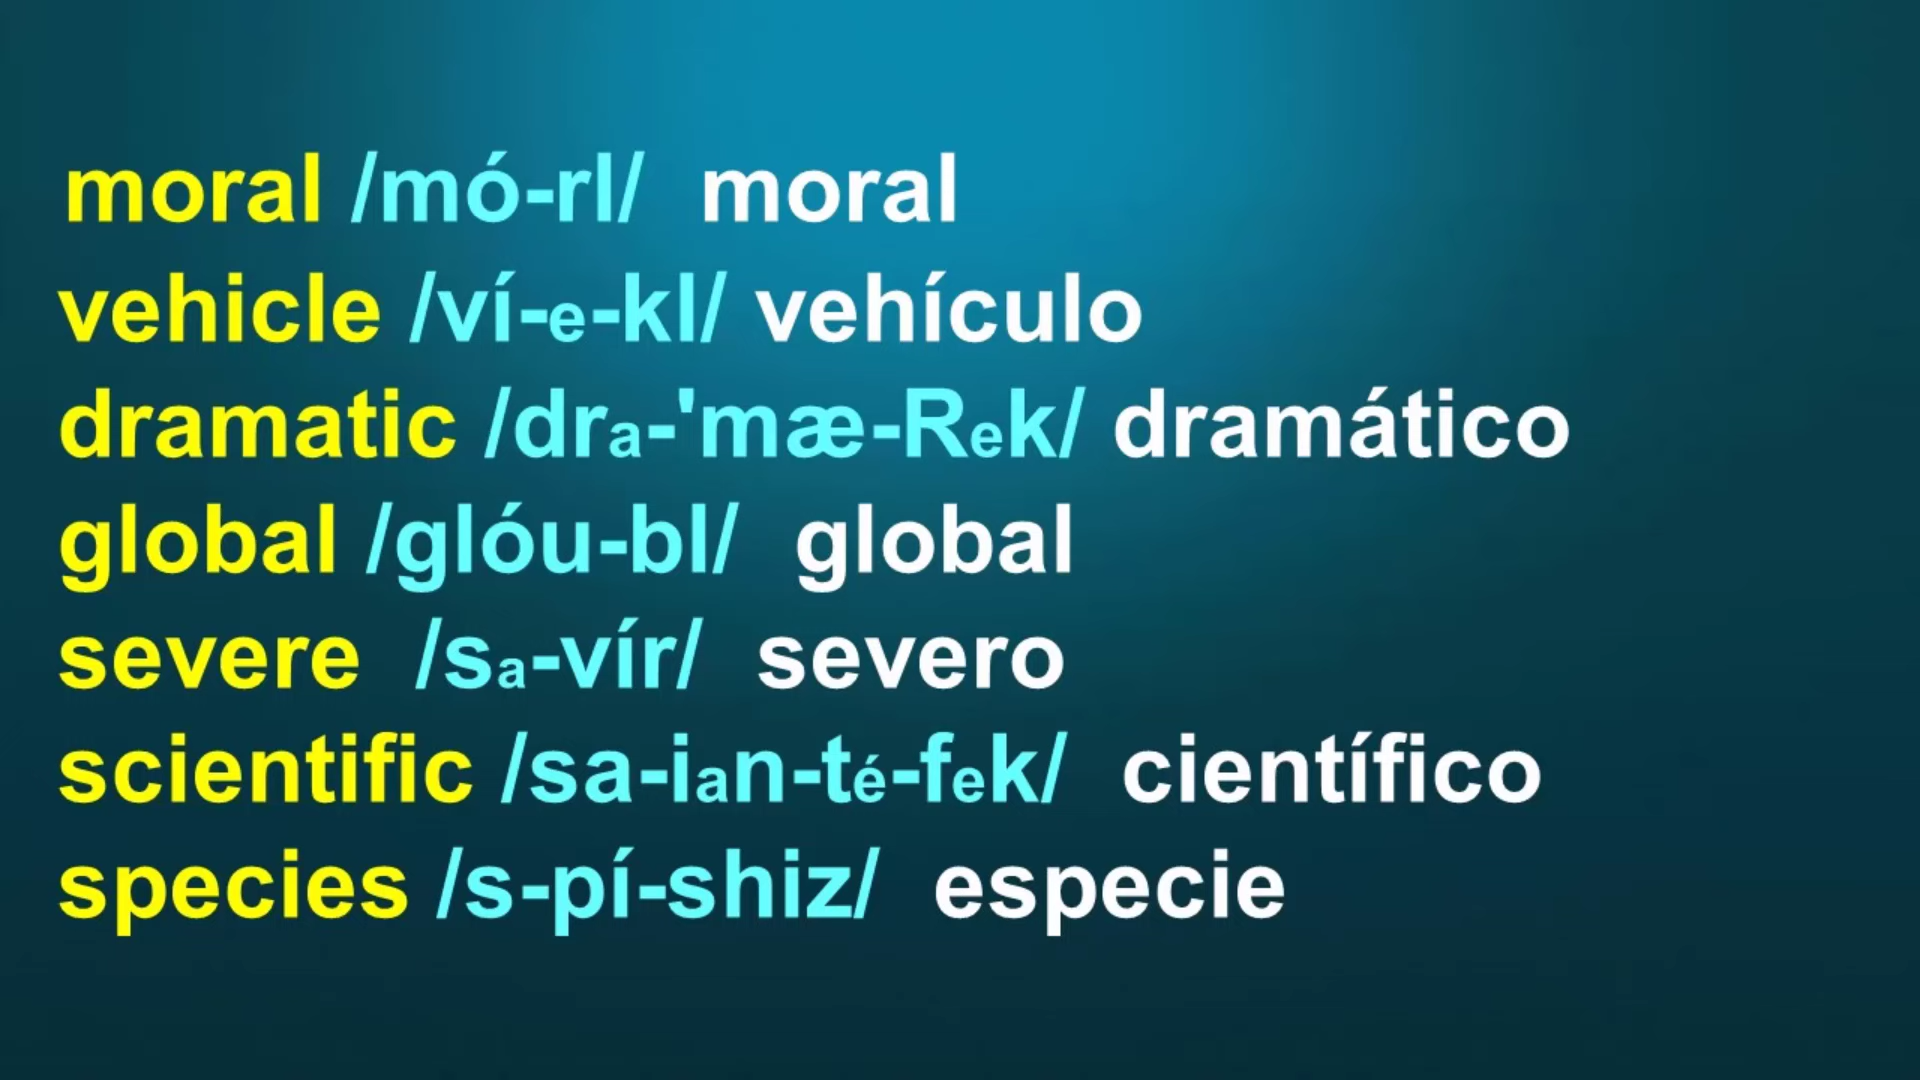 moral /mó-rl/ moral
vehicle /ví-e-kl/ vehículo
dramatic /dra-'mæ-Rek/ dramático
global /glóu-bl/ global
severe /sa-vír/ severo
scientific /sa-ian-té-fek/ científico
species /s-pí-shiz/ especie